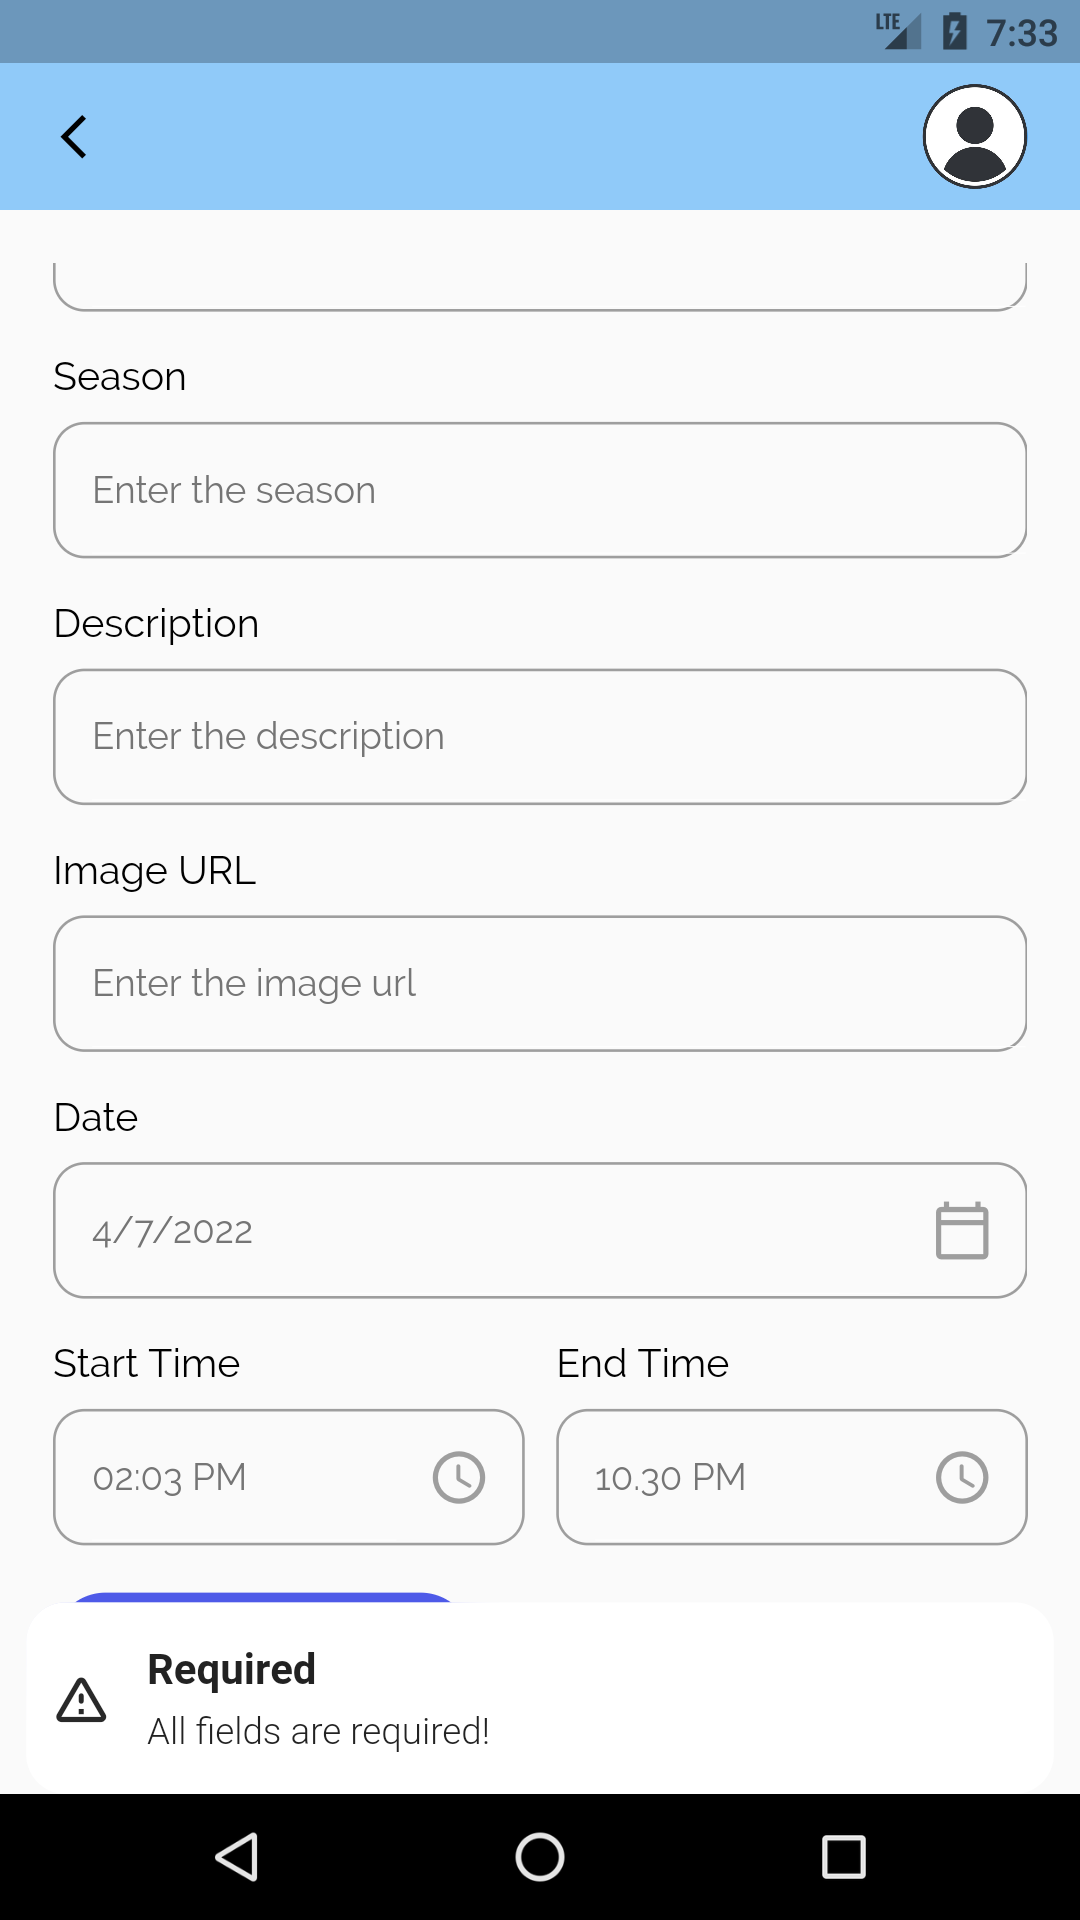 LTE 7:33
Season
Enter the season
Description
Enter the description
Image URL
Enter the image url
Date
4/7/2022
Start Time End Time
02:03 PM 10.30 PM
Required
All fields are required!